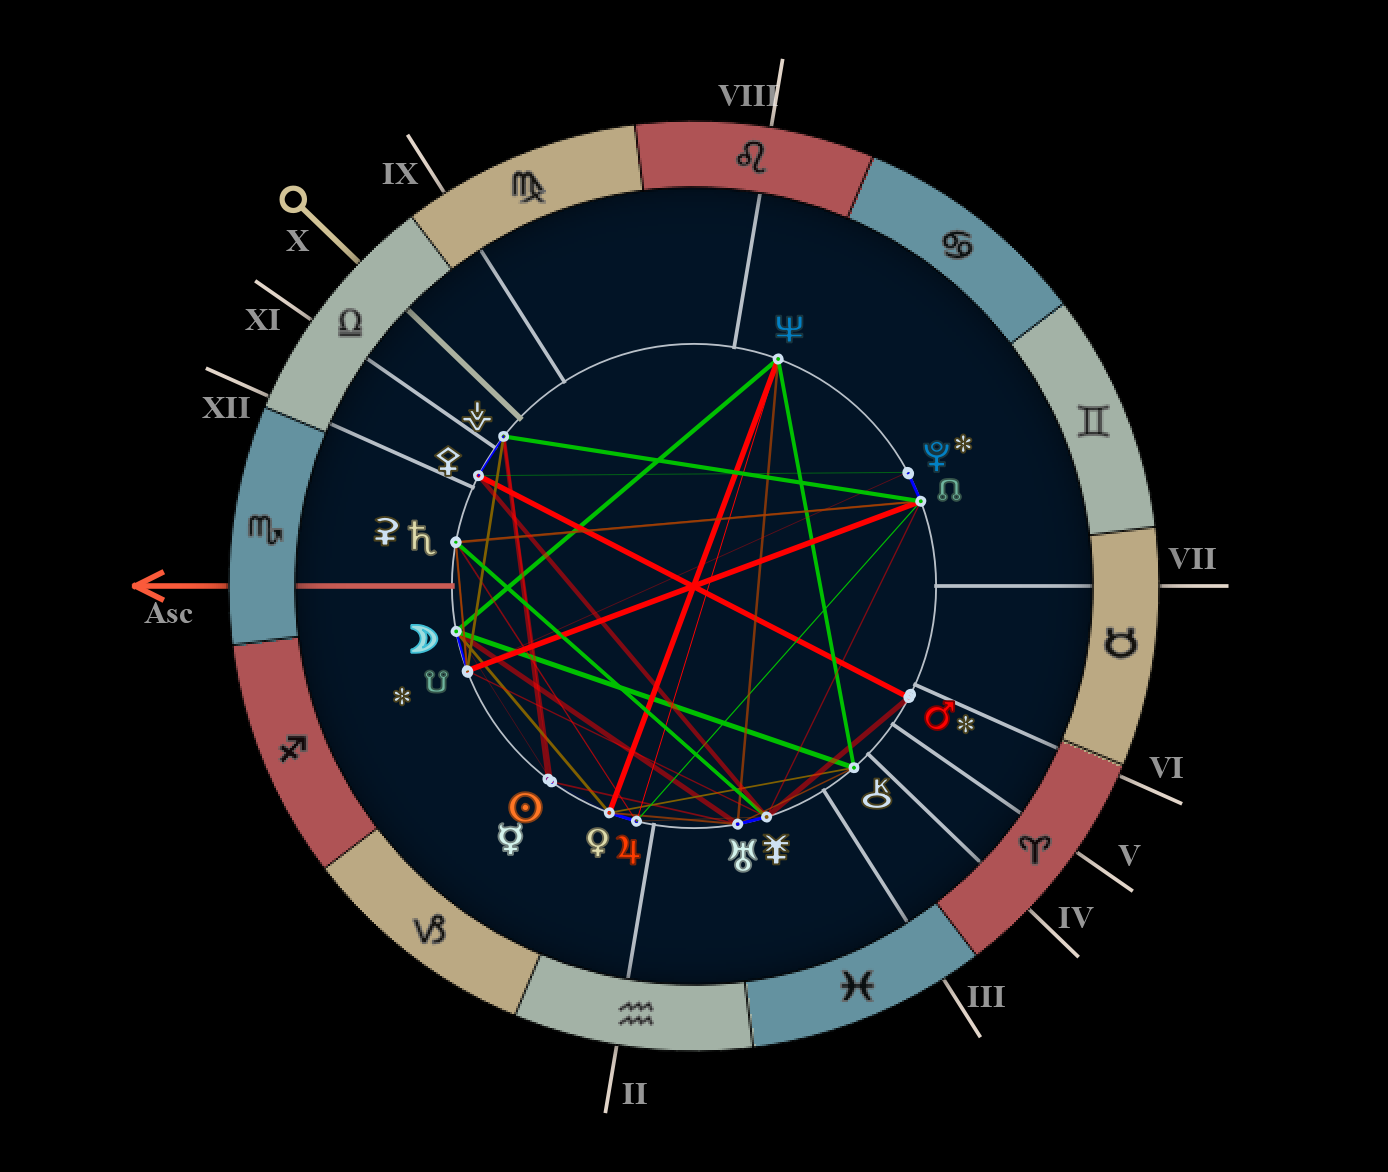 VIII
IX
X
XI
XII
Asc
VII
VI
V
IV
III
II
♌
♍
♋
♎
♊
♏
♉
♐
♈
♑
♓
♒
♆
⚶
⚴
♇*
☊
⚳ ♄
☽
☋
*
♂*
⚷
☉
☿
♀ ♃
♅